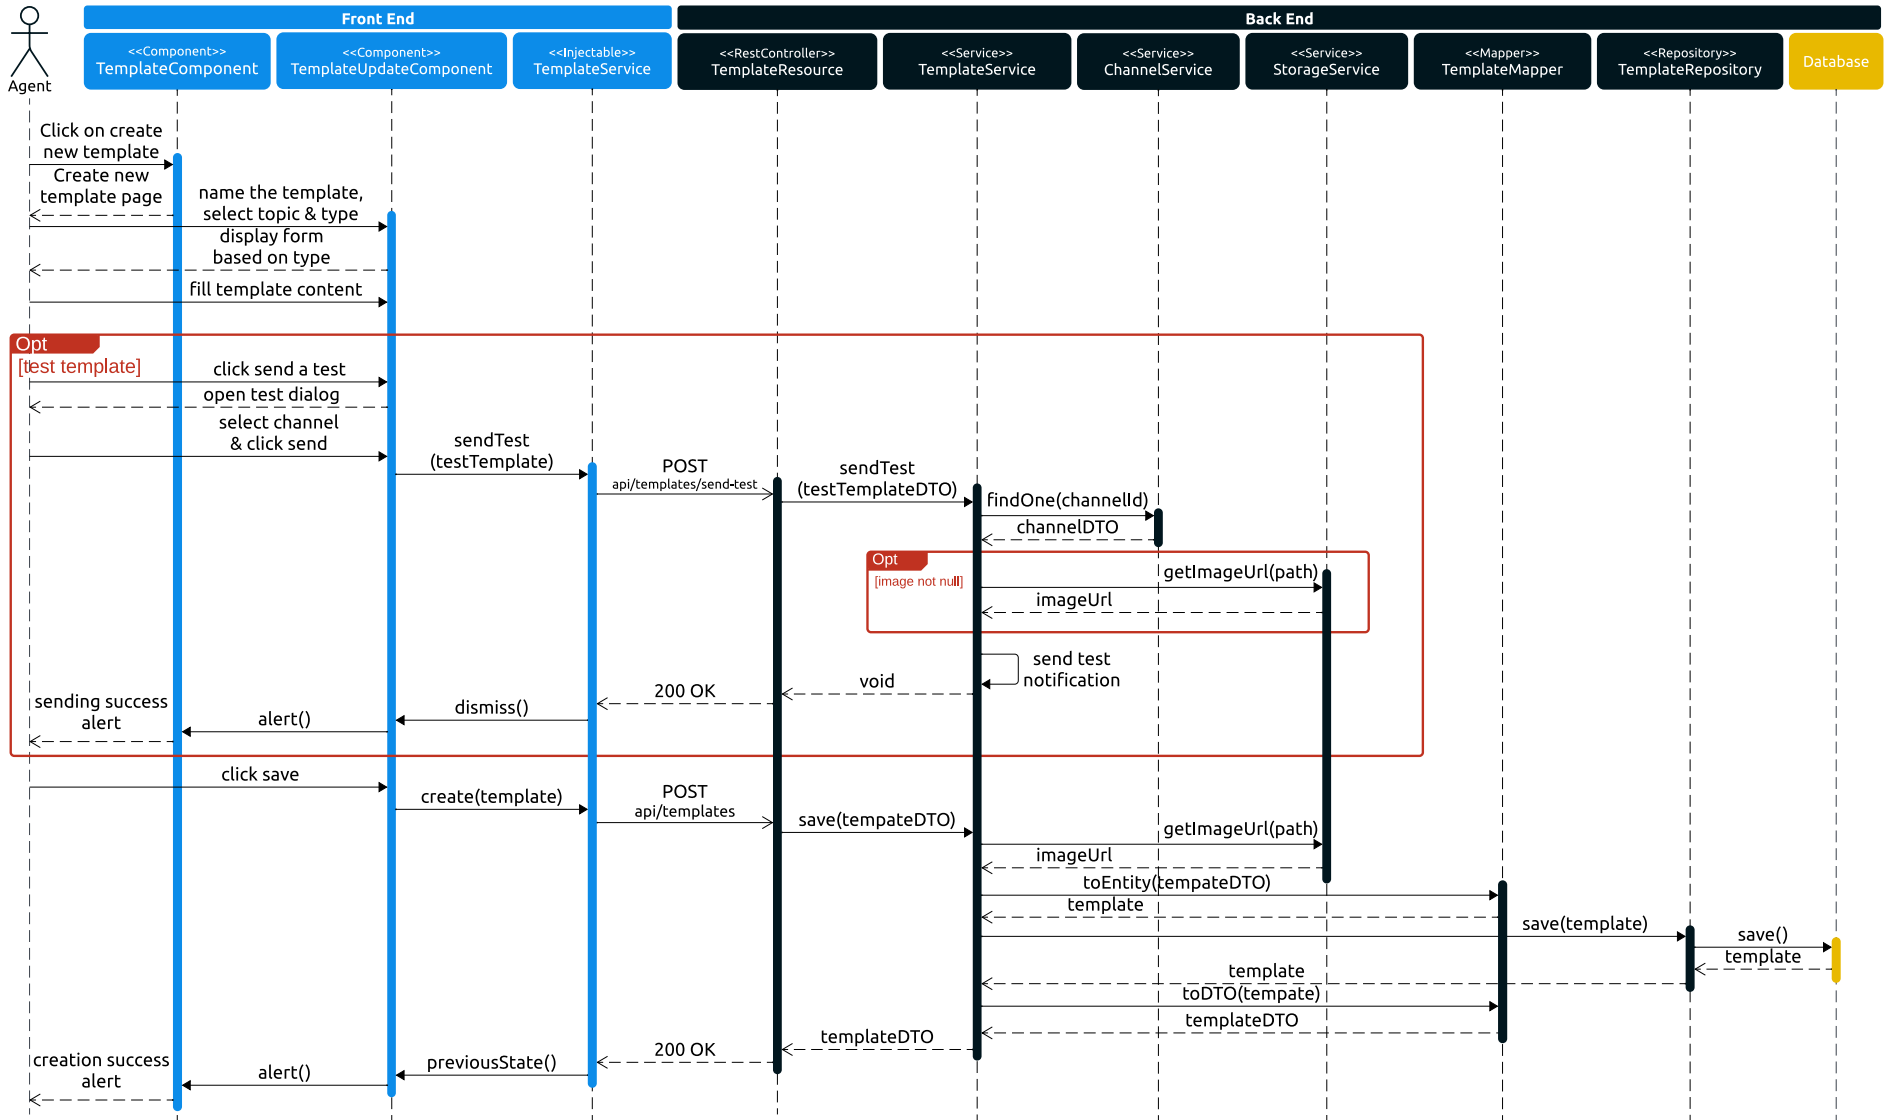 Front End
Back End
<<Component>>
TemplateComponent
<<Component>>
TemplateUpdateComponent
<<Injectable>>
TemplateService
<<RestController>>
TemplateResource
<<Service>>
TemplateService
<<Service>>
ChannelService
<<Service>>
StorageService
<<Mapper>>
TemplateMapper
<<Repository>>
TemplateRepository
Database
Agent
Click on create
new template
Create new
template page
name the template,
select topic & type
display form
based on type
fill template content
Opt
[test template]
click send a test
open test dialog
select channel
& click send
sendTest
(testTemplate)
POST
api/templates/send-test
sendTest
(testTemplateDTO)
findOne(channelId)
channelDTO
Opt
[image not null]
getImageUrl(path)
imageUrl
send test
notification
void
200 OK
dismiss()
alert()
sending success
alert
click save
create(template)
POST
api/templates
save(tempateDTO)
getImageUrl(path)
imageUrl
toEntity(tempateDTO)
template
save(template)
save()
template
template
toDTO(tempate)
templateDTO
templateDTO
200 OK
previousState()
alert()
creation success
alert